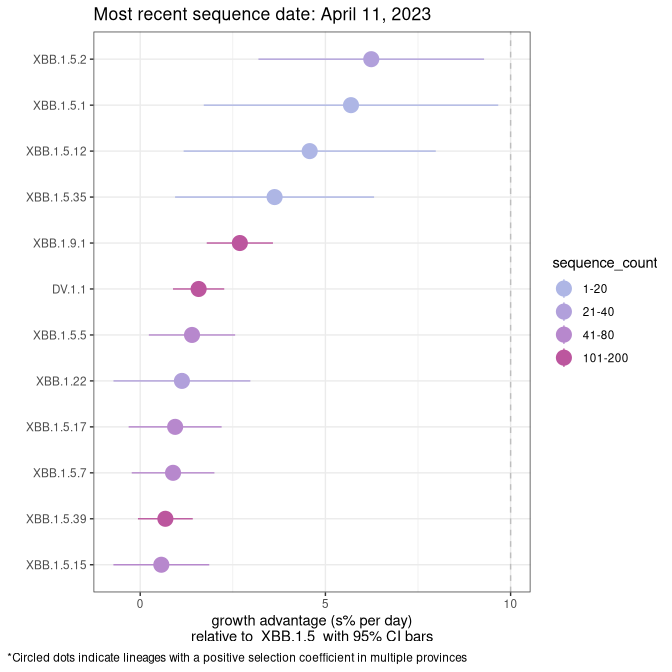 Most recent sequence date: April 11, 2023
XBB.1.5.2
XBB.1.5.1
XBB.1.5.12
XBB.1.5.35
XBB.1.9.1
DV.1.1
XBB.1.5.5
XBB.1.22
XBB.1.5.17
XBB.1.5.7
XBB.1.5.39
XBB.1.5.15
0 5 10
growth advantage (s% per day)
relative to XBB.1.5 with 95% CI bars
sequence_count
1-20
21-40
41-80
101-200
*Circled dots indicate lineages with a positive selection coefficient in multiple provinces